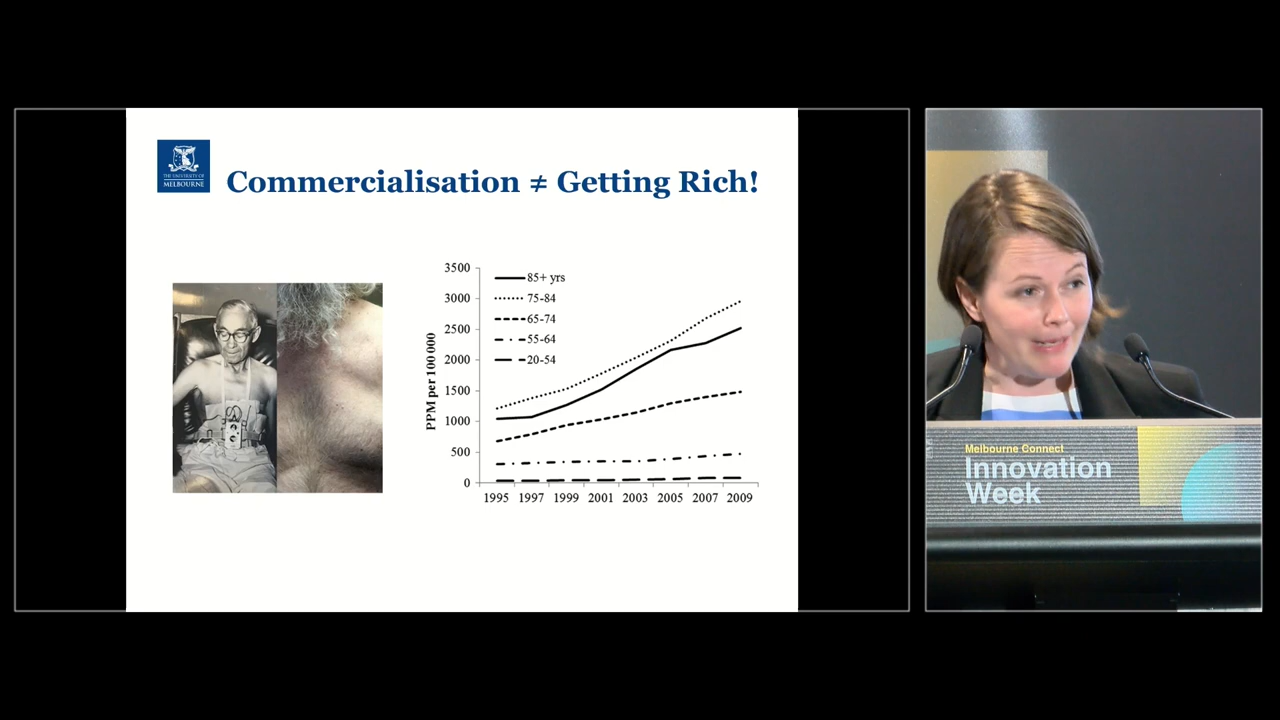 THE UNIVERSITY OF
MELBOURNE
Commercialisation ≠ Getting Rich!
PPM per 100 000
3500
3000
2500
2000
1500
1000
500
0
85+ yrs
75-84
65-74
55-64
20-54
1995 1997 1999 2001 2003 2005 2007 2009
Melbourne Connect
Innovation
Week